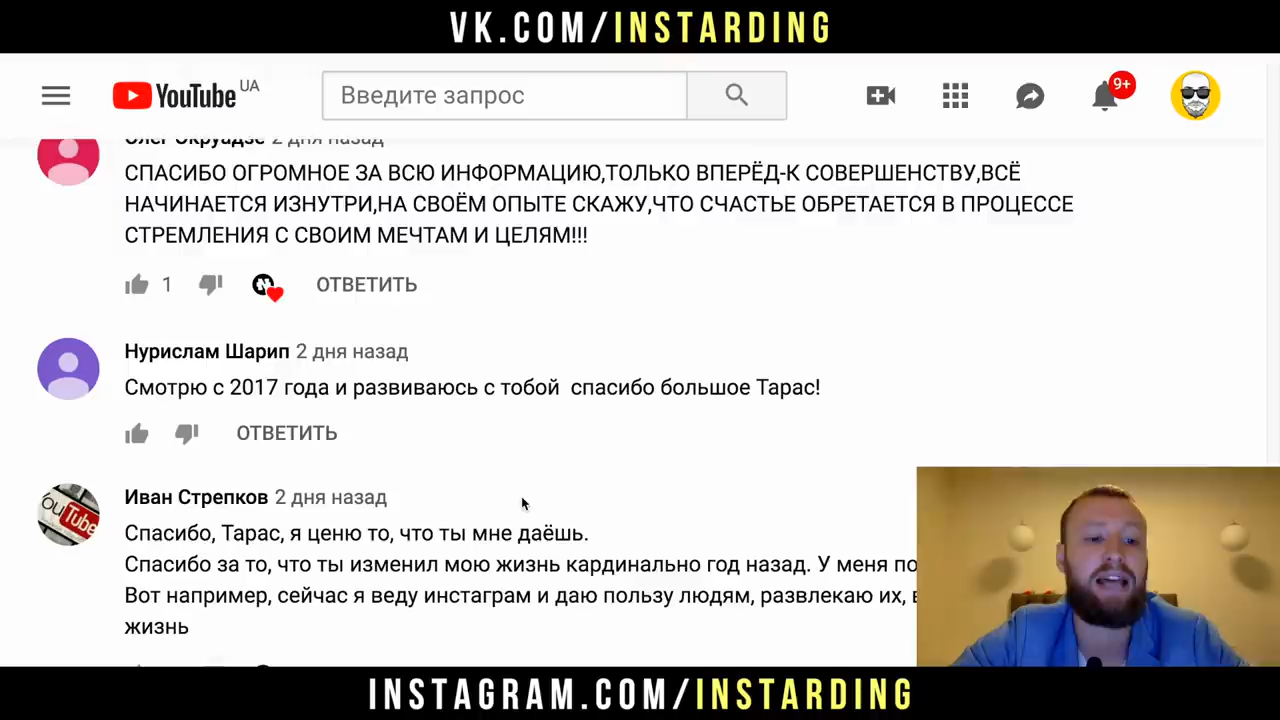 VK.COM/INSTARDING
YouTube UA
Введите запрос
9+
2 дня назад
СПАСИБО ОГРОМНОЕ ЗА ВСЮ ИНФОРМАЦИЮ,ТОЛЬКО ВПЕРЁД-К СОВЕРШЕНСТВУ,ВСЁ
НАЧИНАЕТСЯ ИЗНУТРИ,НА СВОЁМ ОПЫТЕ СКАЖУ,ЧТО СЧАСТЬЕ ОБРЕТАЕТСЯ В ПРОЦЕССЕ
СТРЕМЛЕНИЯ С СВОИМ МЕЧТАМ И ЦЕЛЯМ!!!
1 ОТВЕТИТЬ
Нурислам Шарип 2 дня назад
Смотрю с 2017 года и развиваюсь с тобой спасибо большое Тарас!
ОТВЕТИТЬ
Иван Стрепков 2 дня назад
Спасибо, Тарас, я ценю то, что ты мне даёшь.
Спасибо за то, что ты изменил мою жизнь кардинально год назад. У меня по
Вот например, сейчас я веду инстаграм и даю пользу людям, развлекаю их, в
жизнь
INSTAGRAM.COM/INSTARDING